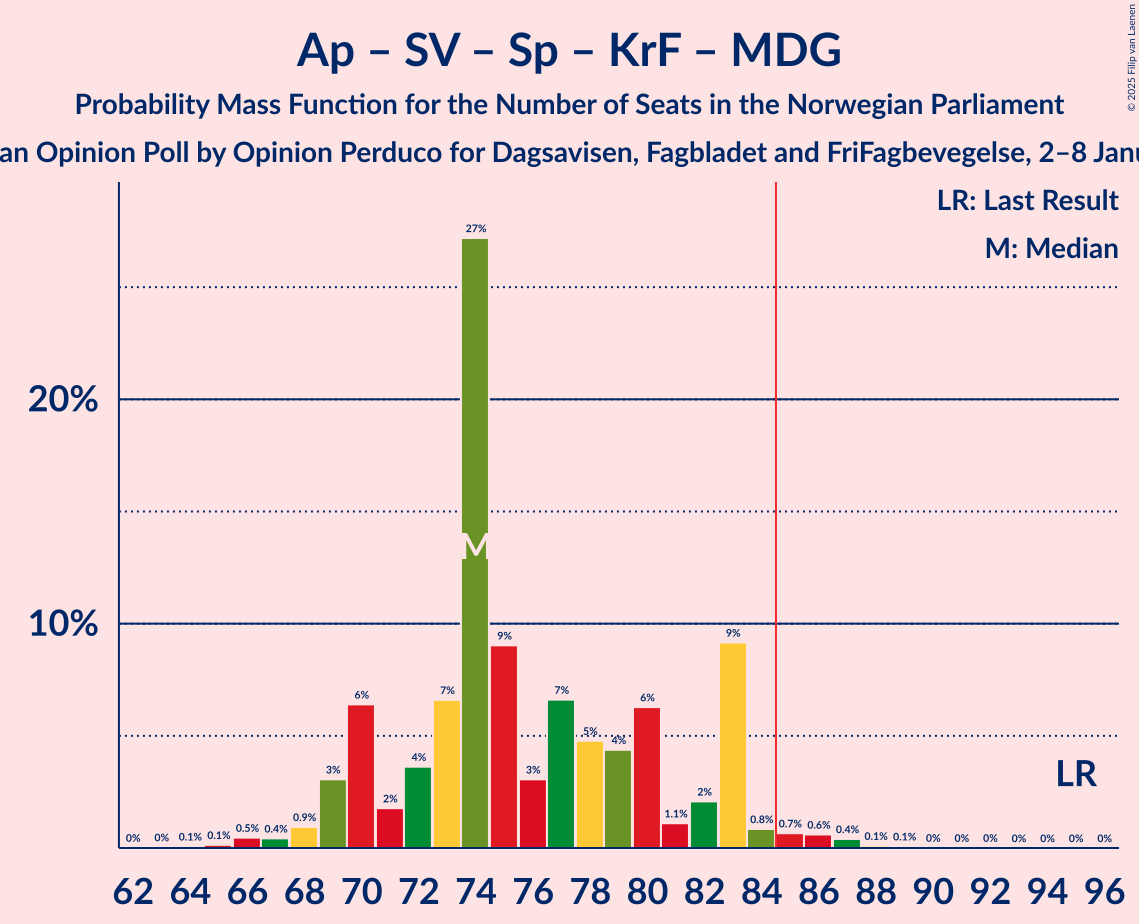 Ap – SV – Sp – KrF – MDG
Probability Mass Function for the Number of Seats in the Norwegian Parliament
an Opinion Poll by Opinion Perduco for Dagsavisen, Fagbladet and FriFagbevegelse, 2–8 Janu
© 2025 Filip van Laenen
LR: Last Result
M: Median
20%
10%
0% 0% 0.1% 0.1% 0.5% 0.4% 0.9% 3% 6% 2% 4% 7% 27% 9% 3% 7% 5% 4% 6% 1.1% 2% 9% 0.8% 0.7% 0.6% 0.4% 0.1% 0.1% 0% 0% 0% 0% 0% 0% 0%
M
LR
62 64 66 68 70 72 74 76 78 80 82 84 86 88 90 92 94 96